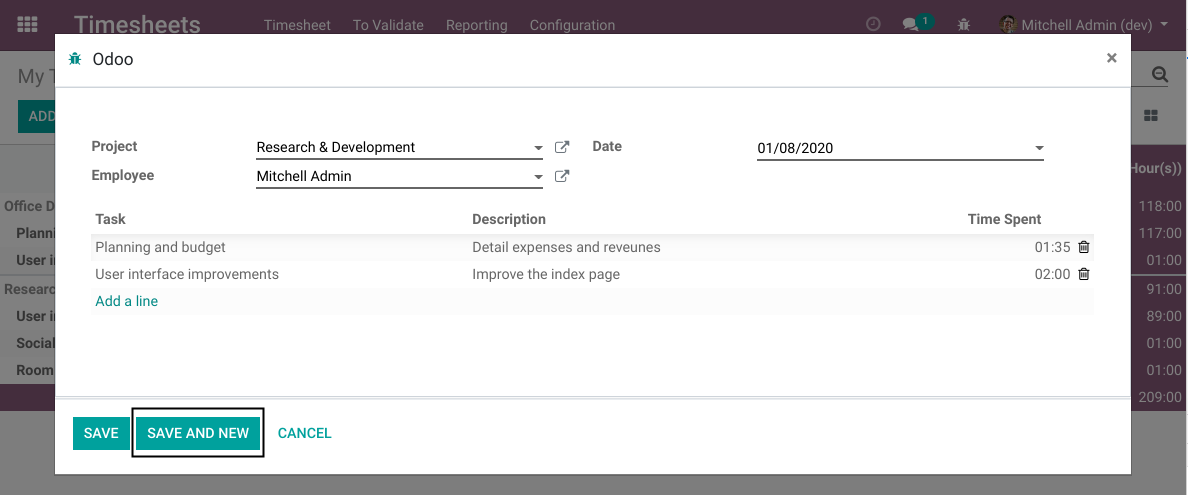 Timesheets Timesheet To Validate Reporting Configuration 1 Mitchell Admin (dev)
Odoo ×
My T
ADD
Project Research & Development Date 01/08/2020
Employee Mitchell Admin
Hour(s))
Task Description Time Spent
Office D 118:00
Planni 117:00
Planning and budget Detail expenses and reveunes 01:35
User i 01:00
User interface improvements Improve the index page 02:00
Researc 91:00
Add a line
User i 89:00
Social 01:00
Room 01:00
209:00
SAVE SAVE AND NEW CANCEL